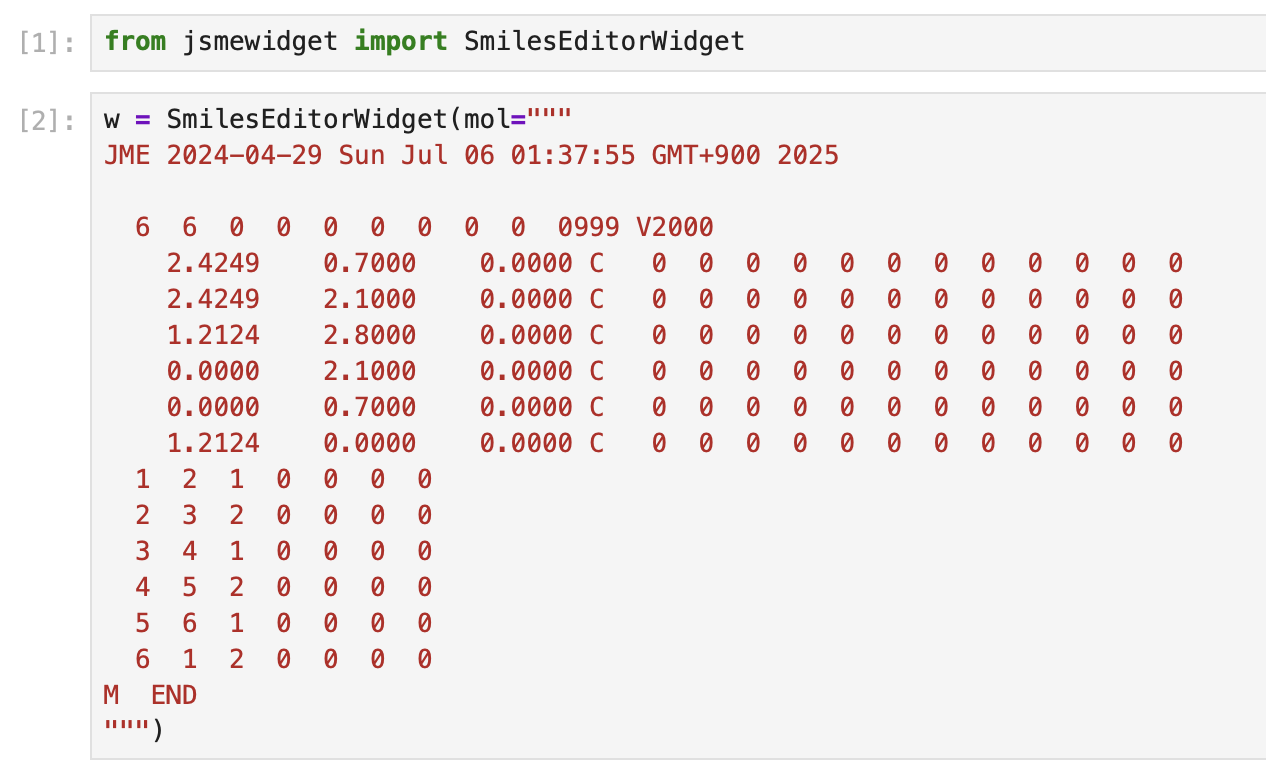 [1]: from jsmewidget import SmilesEditorWidget
[2]: w = SmilesEditorWidget(mol="""
JME 2024-04-29 Sun Jul 06 01:37:55 GMT+900 2025
  6  6  0  0  0  0  0  0  0  0999 V2000
    2.4249    0.7000    0.0000 C   0  0  0  0  0  0  0  0  0  0  0  0
    2.4249    2.1000    0.0000 C   0  0  0  0  0  0  0  0  0  0  0  0
    1.2124    2.8000    0.0000 C   0  0  0  0  0  0  0  0  0  0  0  0
    0.0000    2.1000    0.0000 C   0  0  0  0  0  0  0  0  0  0  0  0
    0.0000    0.7000    0.0000 C   0  0  0  0  0  0  0  0  0  0  0  0
    1.2124    0.0000    0.0000 C   0  0  0  0  0  0  0  0  0  0  0  0
  1  2  1  0  0  0  0
  2  3  2  0  0  0  0
  3  4  1  0  0  0  0
  4  5  2  0  0  0  0
  5  6  1  0  0  0  0
  6  1  2  0  0  0  0
M  END
""")